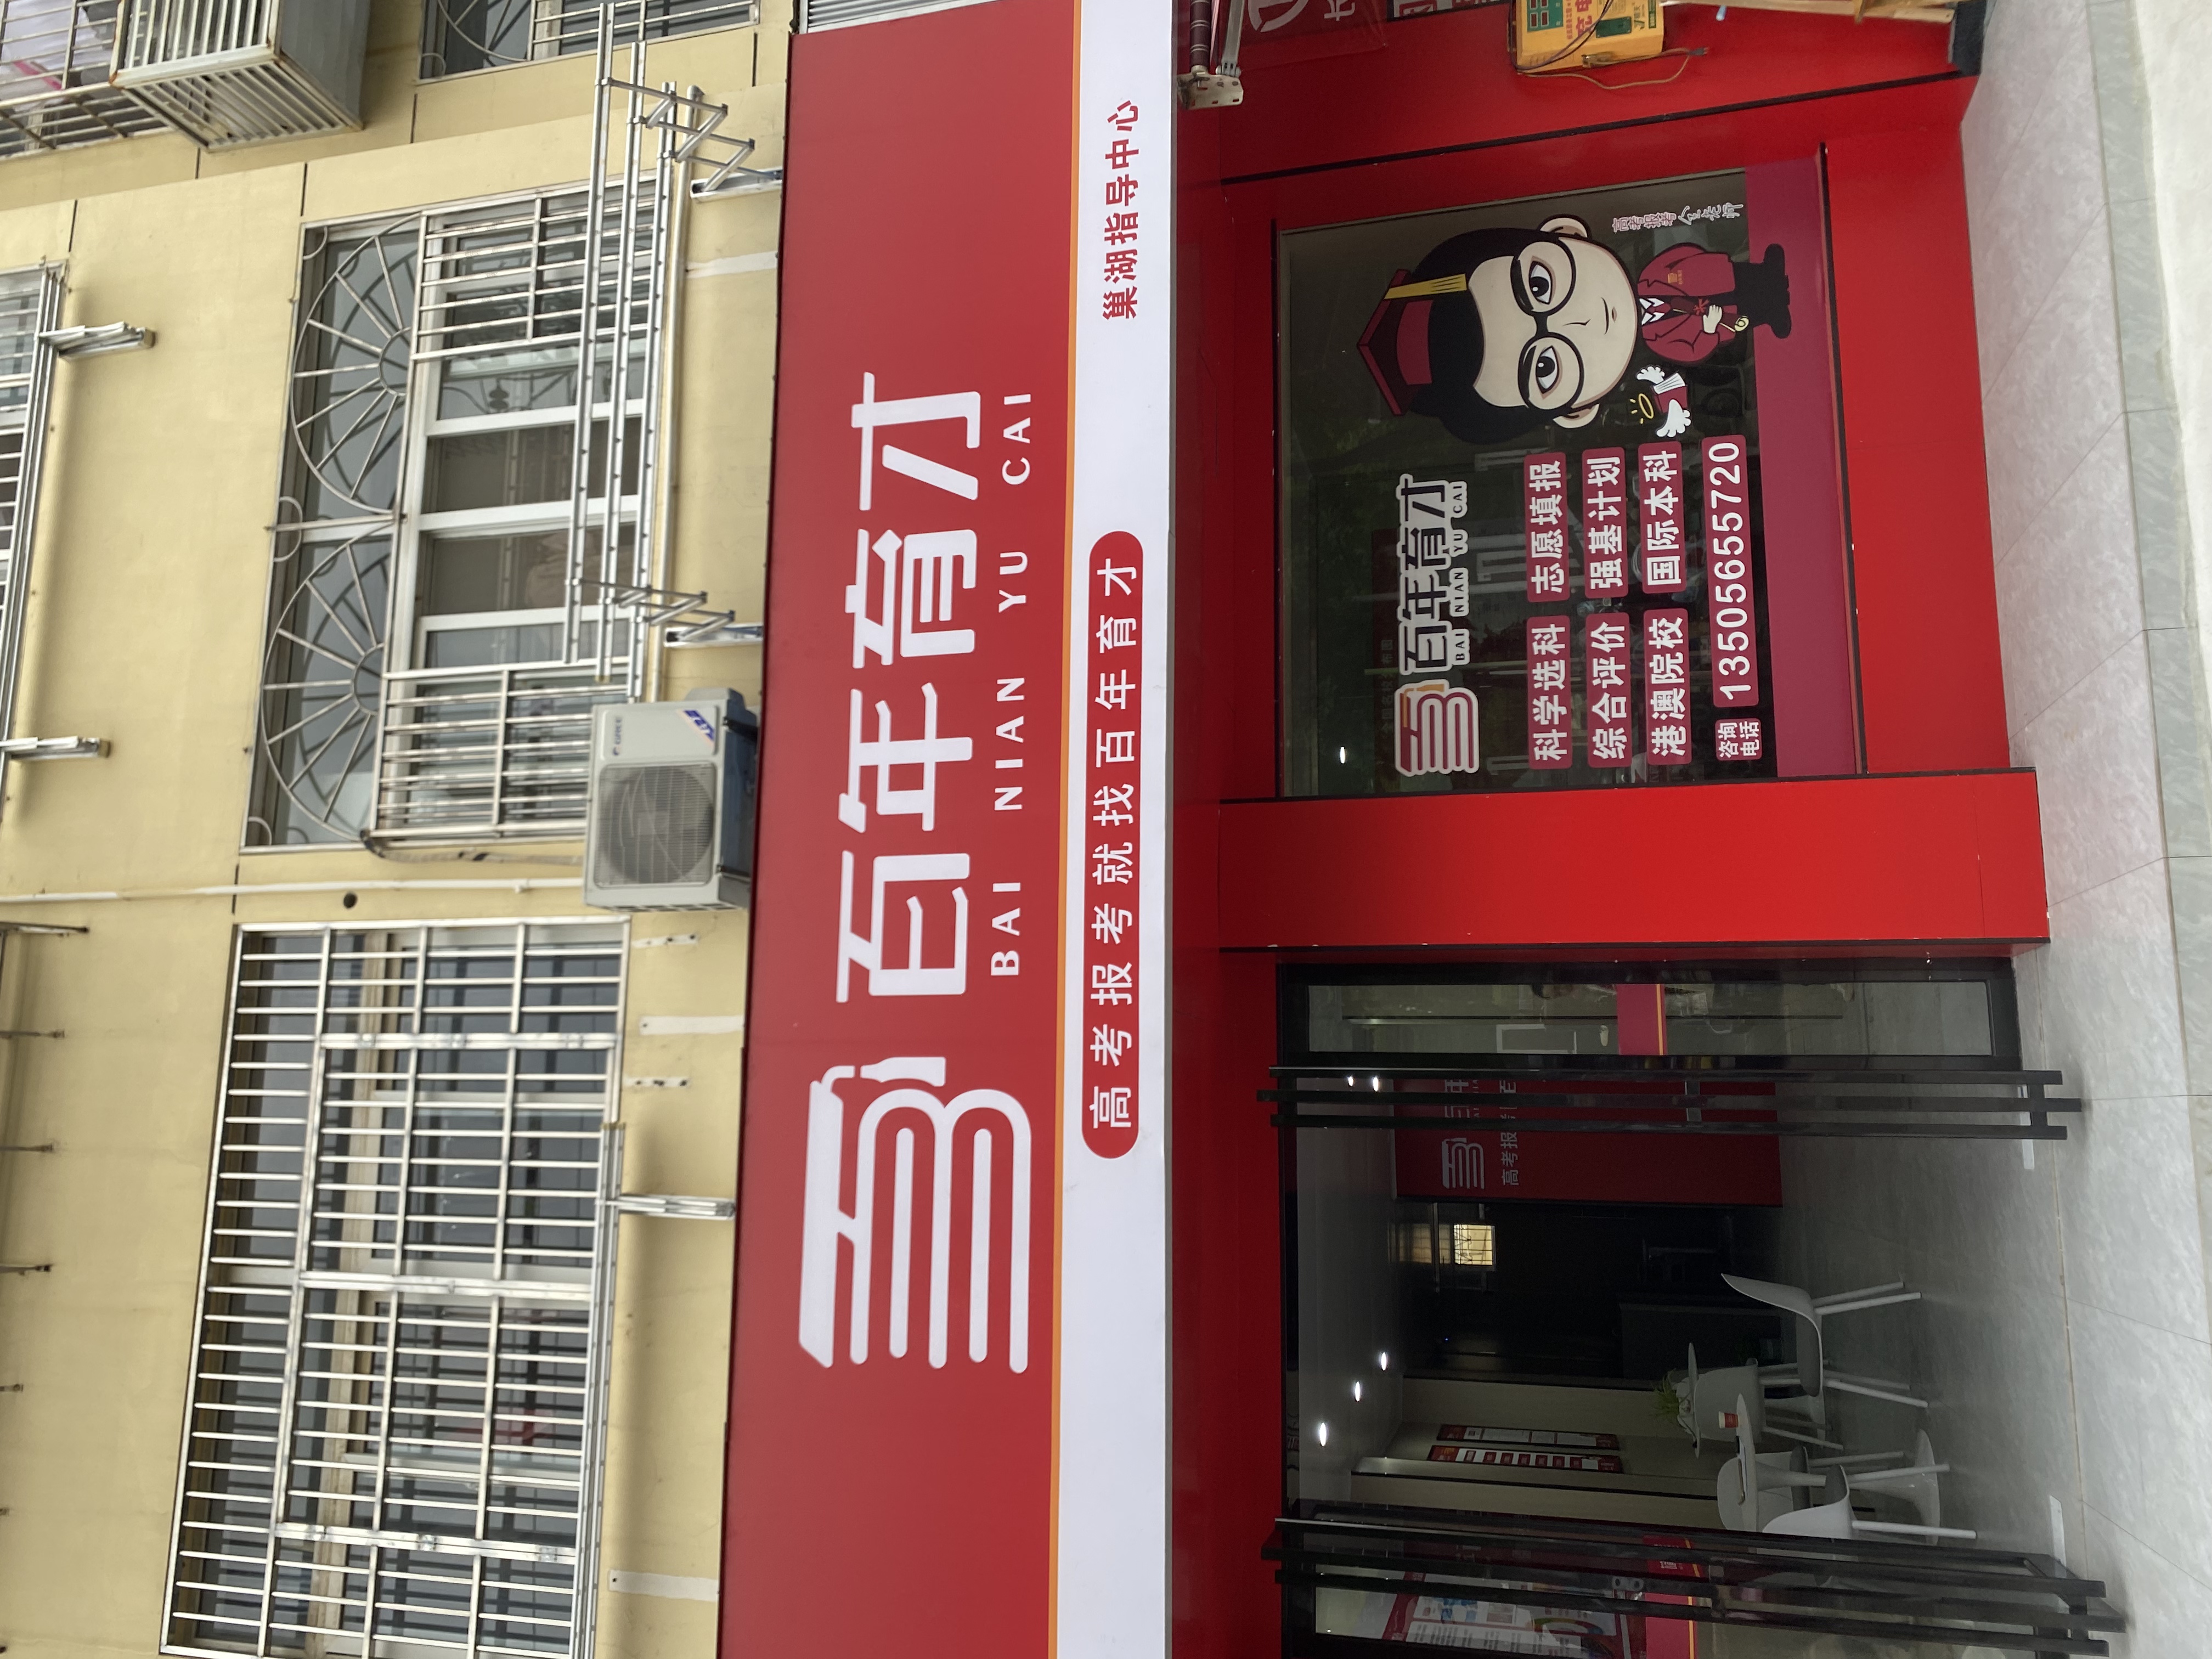 百年育才
BAI NIAN YU CAI
高考报考就找百年育才
巢湖指导中心
百年育才
BAI NIAN YU CAI
科学选科 志愿填报
综合评价 强基计划
港澳院校 国际本科
咨询电话 13505655720
高考报
GREE
充电